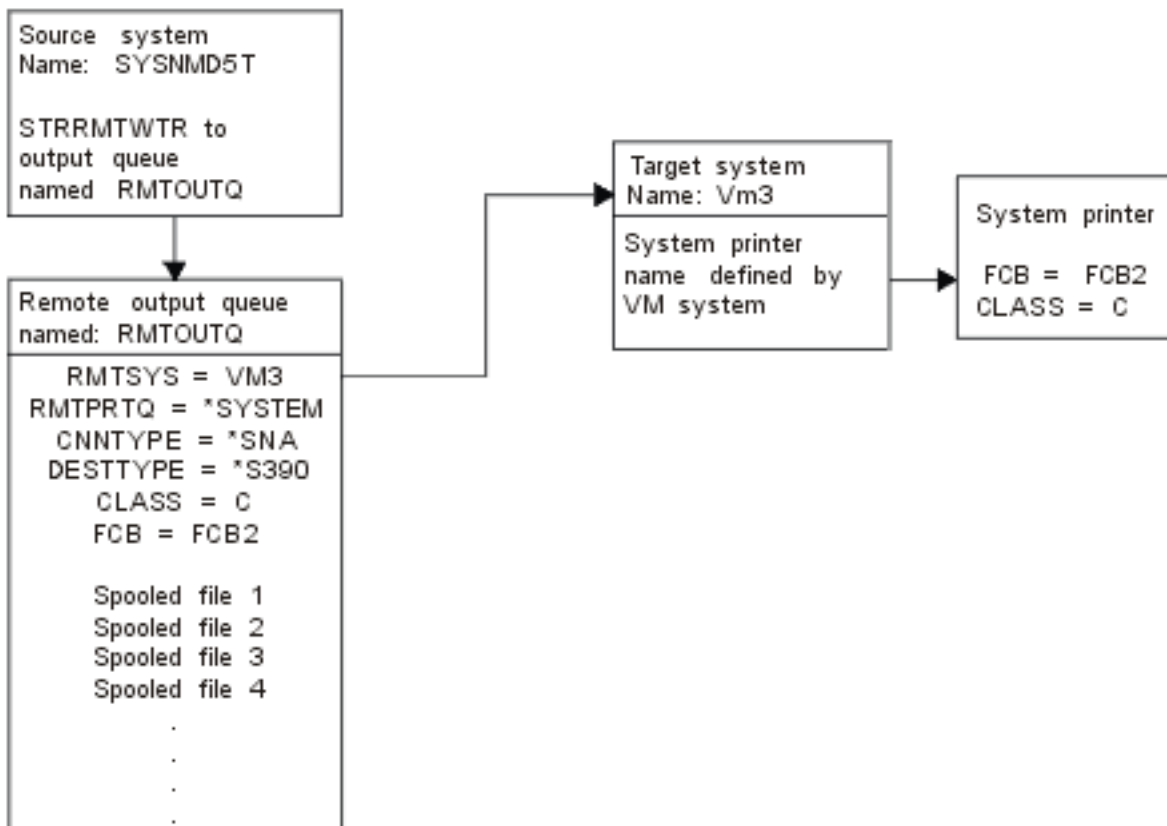 Source system
Name: SYSNMD5T
STRRMTWTR to
output queue
named RMTOUTQ
Remote output queue
named: RMTOUTQ
RMTSYS = VM3
RMTPRTQ = *SYSTEM
CNNTYPE = *SNA
DESTTYPE = *S390
CLASS = C
FCB = FCB2
Spooled file 1
Spooled file 2
Spooled file 3
Spooled file 4
.
.
.
.
Target system
Name: Vm3
System printer
name defined by
VM system
System printer
FCB = FCB2
CLASS = C